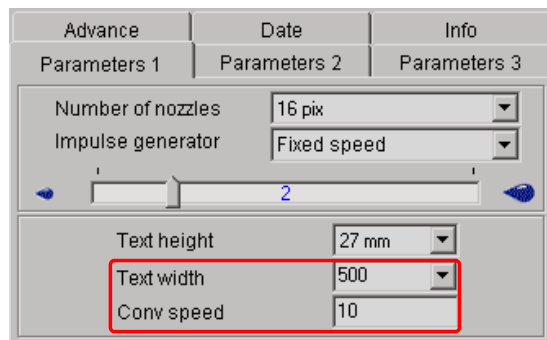 Advance Date Info
Parameters 1 Parameters 2 Parameters 3
Number of nozzles 16 pix
Impulse generator Fixed speed
2
Text height 27 mm
Text width 500
Conv speed 10